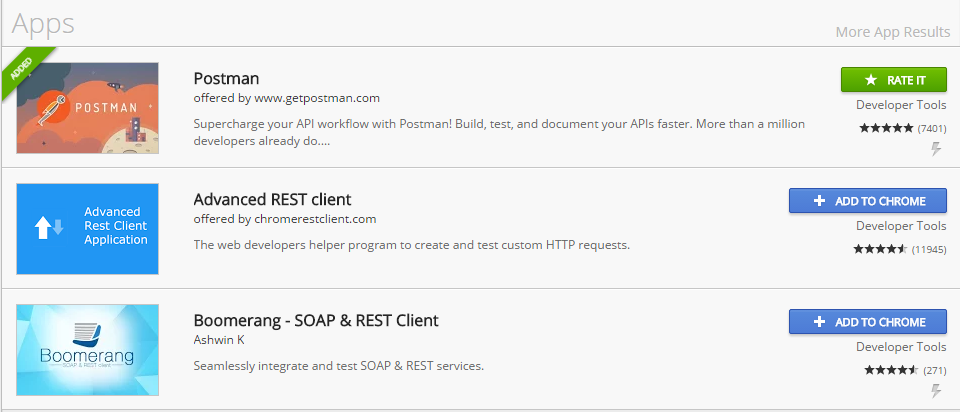 Apps
More App Results
ADDED
POSTMAN
Postman
offered by www.getpostman.com
Supercharge your API workflow with Postman! Build, test, and document your APIs faster. More than a million
developers already do....
RATE IT
Developer Tools
(7401)
Advanced
Rest Client
Application
Advanced REST client
offered by chromerestclient.com
The web developers helper program to create and test custom HTTP requests.
ADD TO CHROME
Developer Tools
(11945)
Boomerang
SOAP & REST client
Boomerang - SOAP & REST Client
Ashwin K
Seamlessly integrate and test SOAP & REST services.
ADD TO CHROME
Developer Tools
(271)